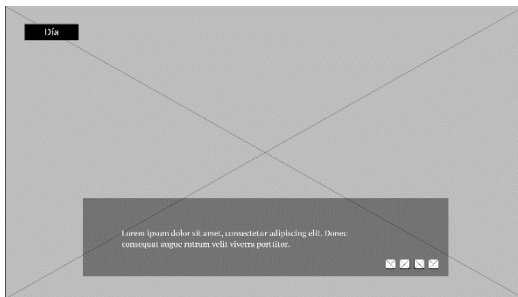 Día
Lorem ipsum dolor sit amet, consectetur adipiscing elit. Donec
consequat augue rutrum velit viverra porttitor.